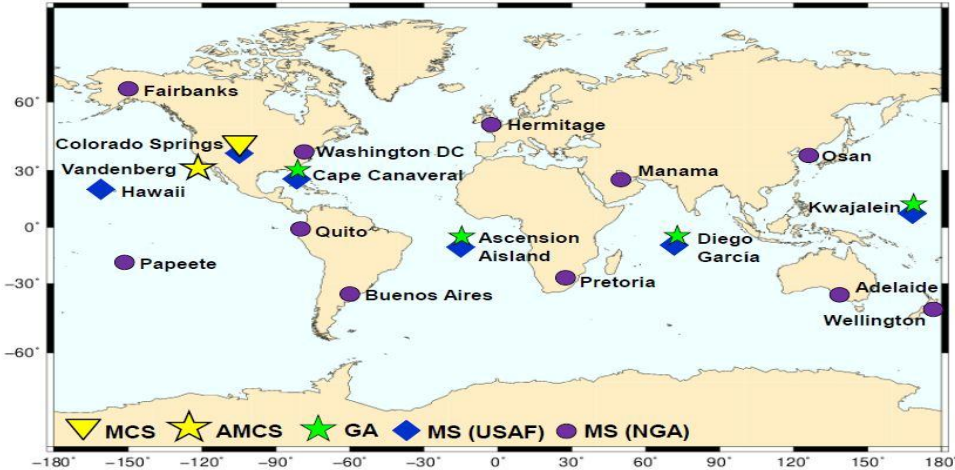 Fairbanks
Hermitage
Colorado Springs
Washington DC
Osan
Vandenberg
Cape Canaveral
Manama
Hawaii
Kwajalein
Quito
Ascension
Aisland
Diego
García
Papeete
Pretoria
Buenos Aires
Adelaide
Wellington
60°
30°
0°
−30°
−60°
MCS
AMCS
GA
MS (USAF)
MS (NGA)
−180° −150° −120° −90° −60° −30° 0° 30° 60° 90° 120° 150° 180°